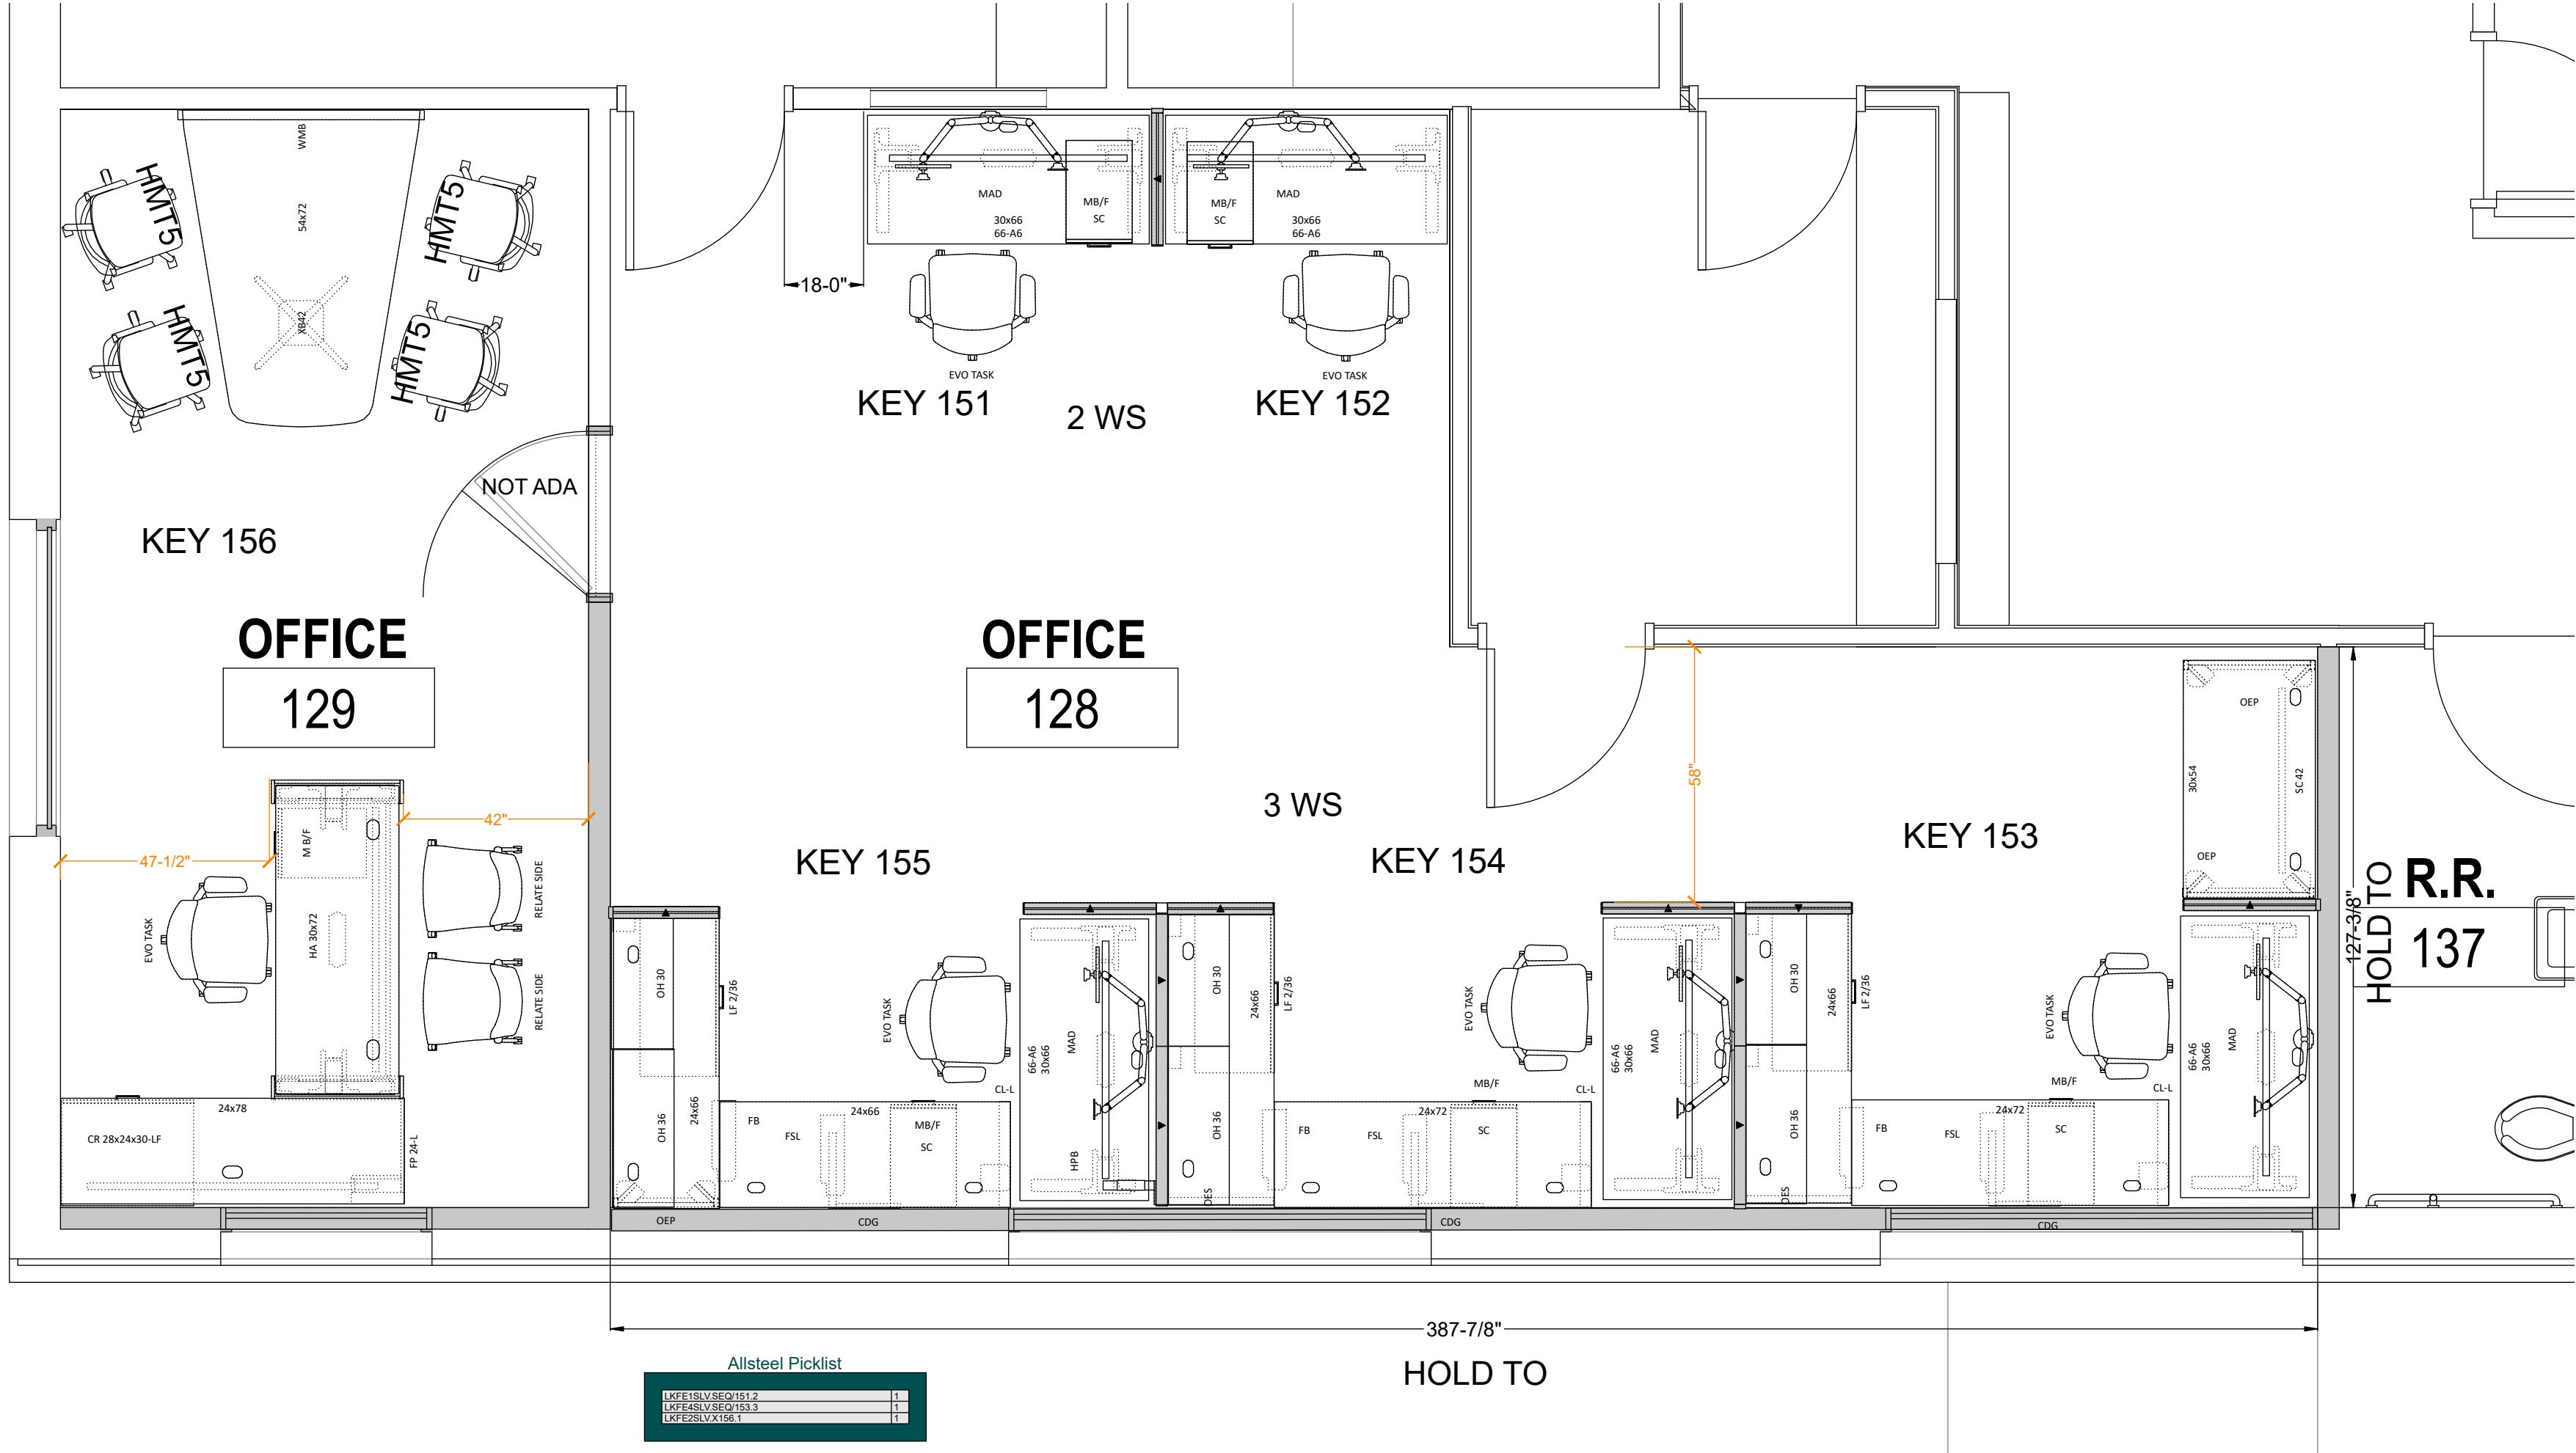 WMB
54x72
XB42
HMT5
HMT5
HMT5
HMT5
NOT ADA
KEY 156
OFFICE
129
47-1/2"
42"
M B/F
HA 30x72
EVO TASK
RELATE SIDE
RELATE SIDE
24x78
CR 28x24x30-LF
FP 24-L
18-0"
MAD
MB/F
SC
30x66
66-A6
EVO TASK
KEY 151
2 WS
MB/F
SC
MAD
30x66
66-A6
EVO TASK
KEY 152
OFFICE
128
3 WS
KEY 155
OH 30
OH 36
24x66
LF 2/36
EVO TASK
CL-L
66-A6
30x66
MAD
HPB
FB
FSL
24x66
MB/F
SC
OEP
CDG
KEY 154
58"
OH 30
OH 36
24x66
LF 2/36
OES
EVO TASK
MB/F
CL-L
66-A6
30x66
MAD
FB
FSL
24x72
SC
CDG
KEY 153
OH 30
OH 36
24x66
LF 2/36
OES
EVO TASK
MB/F
CL-L
66-A6
30x66
MAD
FB
FSL
24x72
SC
CDG
OEP
30x54
SC 42
OEP
127-3/8"
HOLD TO
R.R.
137
387-7/8"
HOLD TO
Allsteel Picklist
LKFE1SLV.SEQ/151.2 1
LKFE4SLV.SEQ/153.3 1
LKFE2SLV.X156.1 1